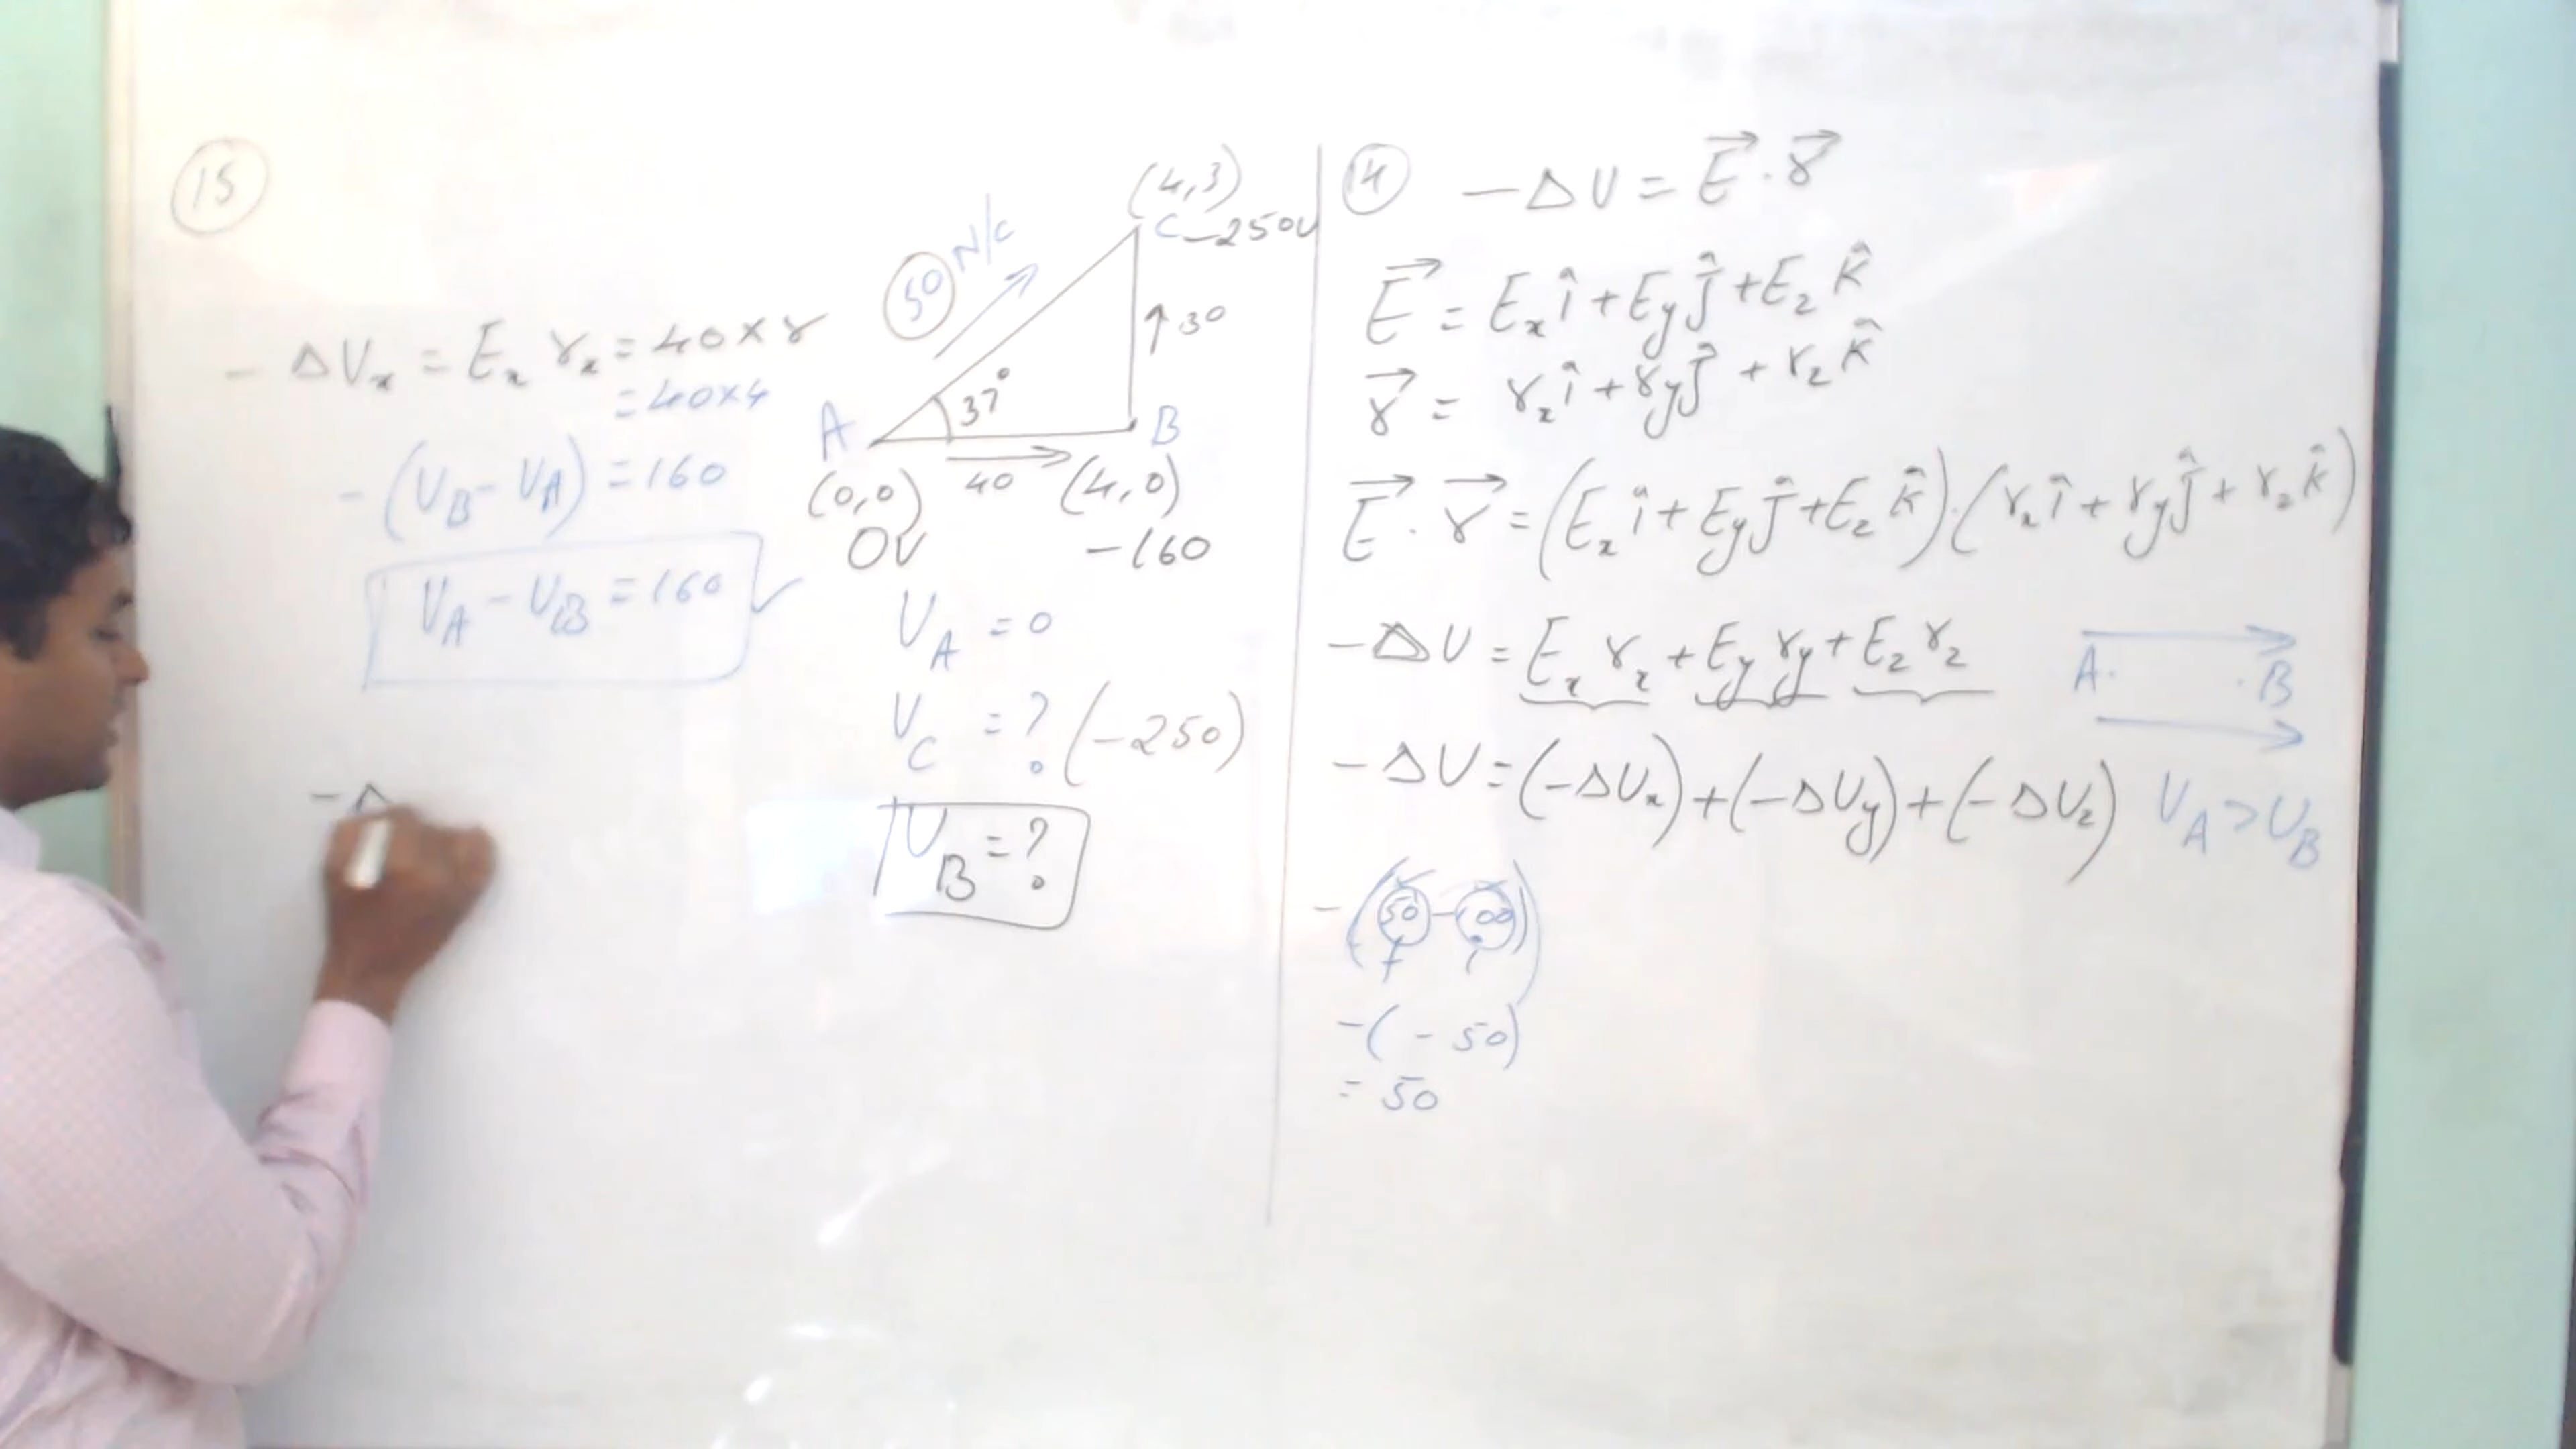 15
- ΔVx = Ex rx = 40 × r
= 40×4
- (VB - VA) = 160
VA - VB = 160
- Δ
(4,3)
C -250V
50 N/C
↑ 30
37°
A
B
(0,0) 40 (4,0)
0V -160
VA = 0
VC = ? (-250)
VB = ?
14 -ΔV = E⃗ . r⃗
E⃗ = Ex î + Ey ĵ + Ez k̂
r⃗ = rx î + ry ĵ + rz k̂
E⃗ . r⃗ = (Ex î + Ey ĵ + Ez k̂) . (rx î + ry ĵ + rz k̂)
-ΔV = Ex rx + Ey ry + Ez rz
A. .B
-ΔV = (-ΔVx) + (-ΔVy) + (-ΔVz)
VA > VB
- (50 - 100)
f i
- ( - 50)
= 50